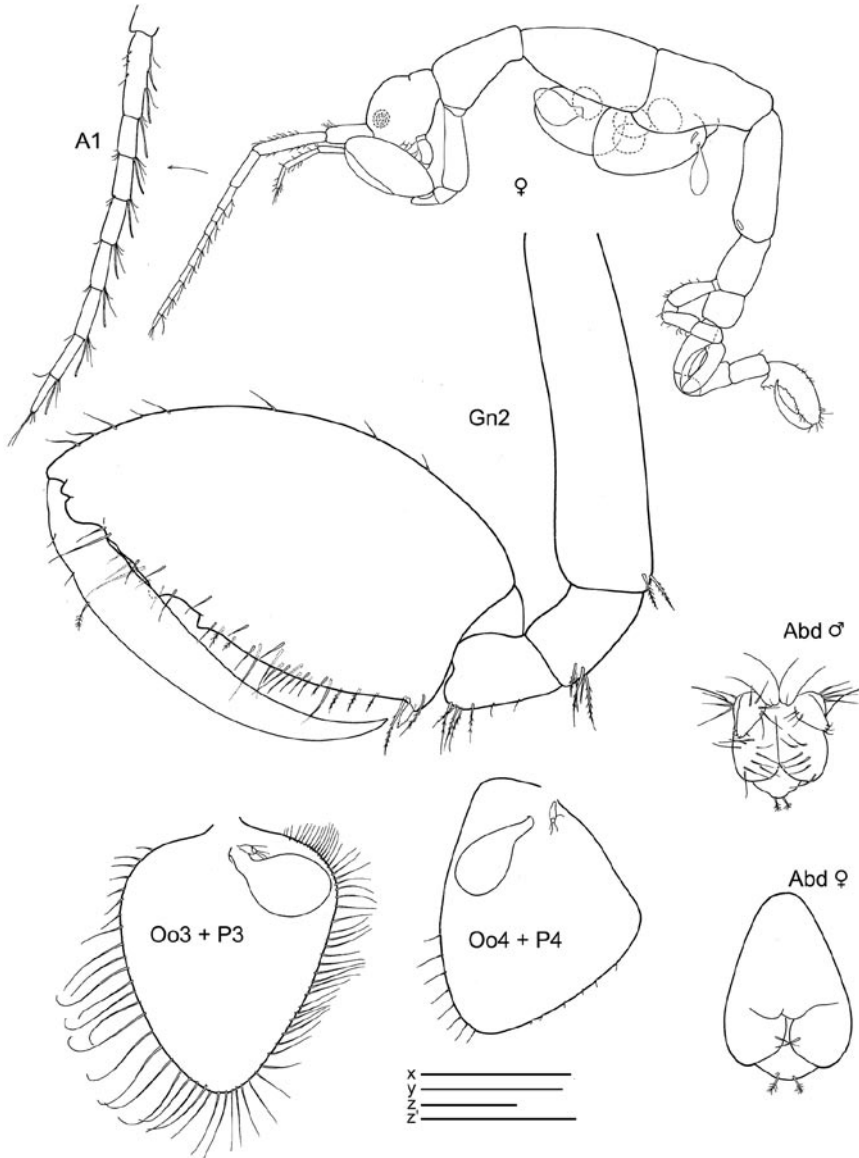 A1
♀
Gn2
Abd ♂
Oo3 + P3
Oo4 + P4
Abd ♀
x
y
z
z'